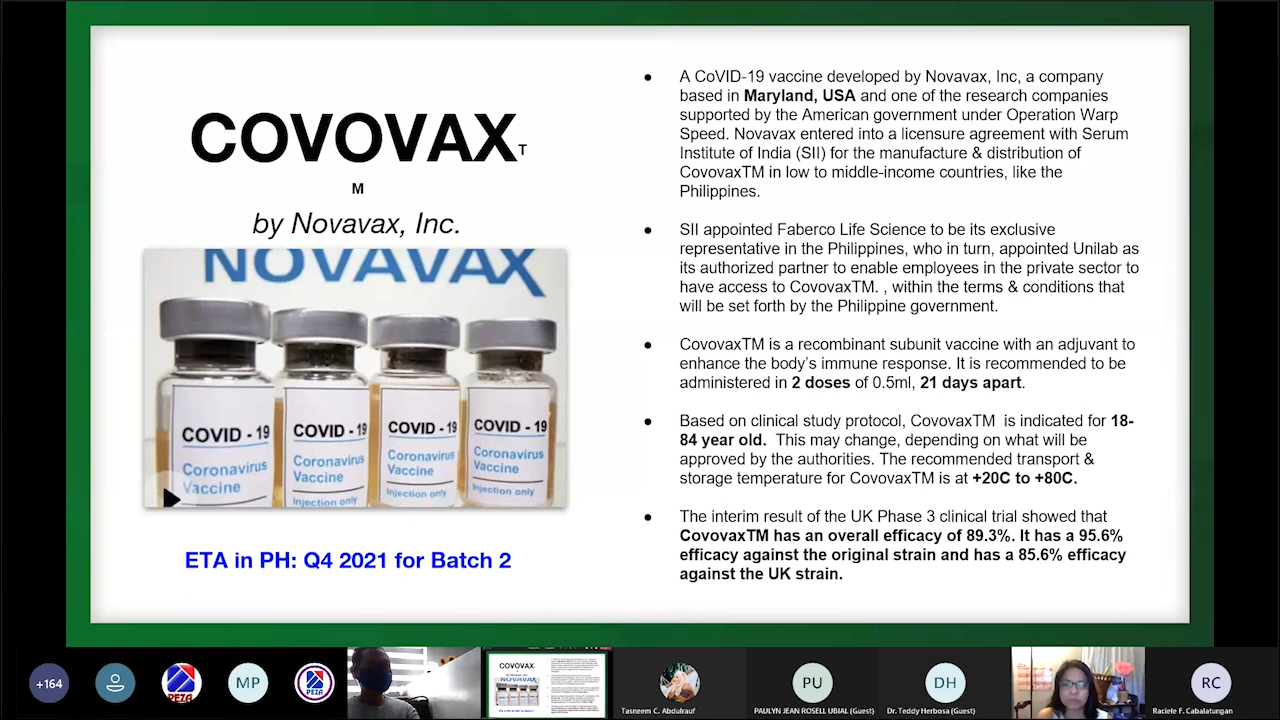 COVOVAX
T
M
by Novavax, Inc.
NOVAVAX
COVID - 19
Coronavirus
Vaccine
Injection only
COVID - 19
Coronavirus
Vaccine
Injection only
COVID - 19
Coronavirus
Vaccine
Injection only
COVID - 19
Coronavirus
Vaccine
ETA in PH: Q4 2021 for Batch 2
A CoVID-19 vaccine developed by Novavax, Inc, a company
based in Maryland, USA and one of the research companies
supported by the American government under Operation Warp
Speed. Novavax entered into a licensure agreement with Serum
Institute of India (SII) for the manufacture & distribution of
CovovaxTM in low to middle-income countries, like the
Philippines.
SII appointed Faberco Life Science to be its exclusive
representative in the Philippines, who in turn, appointed Unilab as
its authorized partner to enable employees in the private sector to
have access to CovovaxTM. , within the terms & conditions that
will be set forth by the Philippine government.
CovovaxTM is a recombinant subunit vaccine with an adjuvant to
enhance the body's immune response. It is recommended to be
administered in 2 doses of 0.5ml, 21 days apart.
Based on clinical study protocol, CovovaxTM is indicated for 18-
84 year old. This may change, depending on what will be
approved by the authorities. The recommended transport &
storage temperature for CovovaxTM is at +20C to +80C.
The interim result of the UK Phase 3 clinical trial showed that
CovovaxTM has an overall efficacy of 89.3%. It has a 95.6%
efficacy against the original strain and has a 85.6% efficacy
against the UK strain.
164
S
PEZA
MP
COVOVAX
by Novavax, Inc.
Tasneem C. Abdulra...
PU
MARLYN JEAN ROSE PUR... (Guest)
DH
Dr. Teddy Herbosa
RC
Raciele F. Cabalatungan